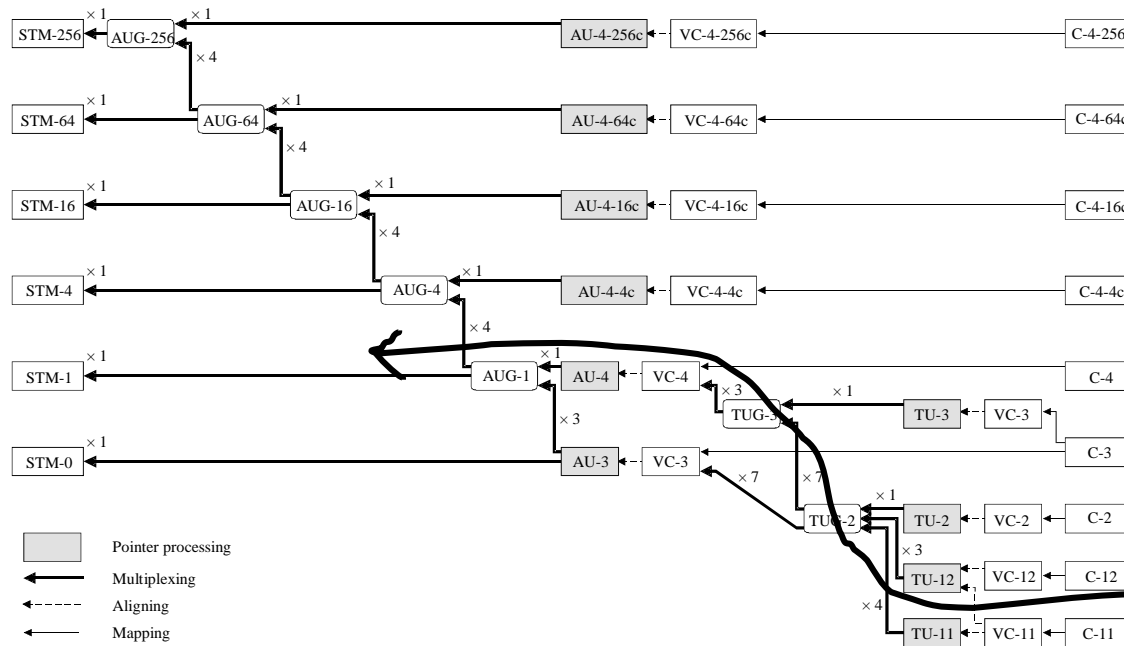 × 1 × 1
STM-256 AUG-256 AU-4-256c VC-4-256c C-4-256
× 4
× 1 × 1
STM-64 AUG-64 AU-4-64c VC-4-64c C-4-64c
× 4
× 1 × 1
STM-16 AUG-16 AU-4-16c VC-4-16c C-4-16c
× 4
× 1 × 1
STM-4 AUG-4 AU-4-4c VC-4-4c C-4-4c
× 4
× 1 × 1
STM-1 AUG-1 AU-4 VC-4 C-4
× 3 × 1
TUG-3 TU-3 VC-3
× 3
× 1
STM-0 AU-3 VC-3 C-3
× 7 × 7
× 1
TUG-2 TU-2 VC-2 C-2
Pointer processing
× 3
Multiplexing
TU-12 VC-12 C-12
Aligning
× 4
Mapping
TU-11 VC-11 C-11